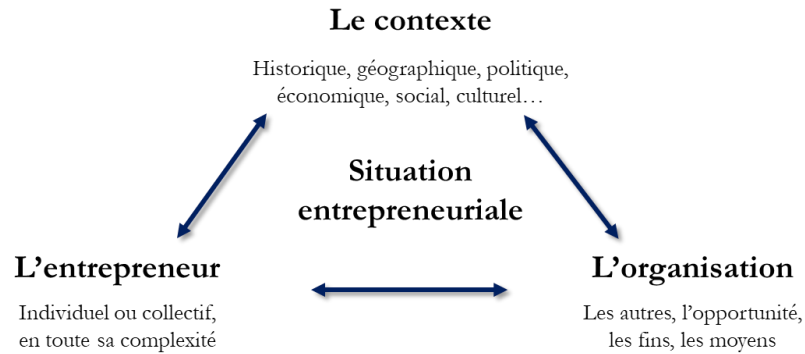 Le contexte
Historique, géographique, politique,
économique, social, culturel…
Situation
entrepreneuriale
L'entrepreneur
Individuel ou collectif,
en toute sa complexité
L'organisation
Les autres, l'opportunité,
les fins, les moyens